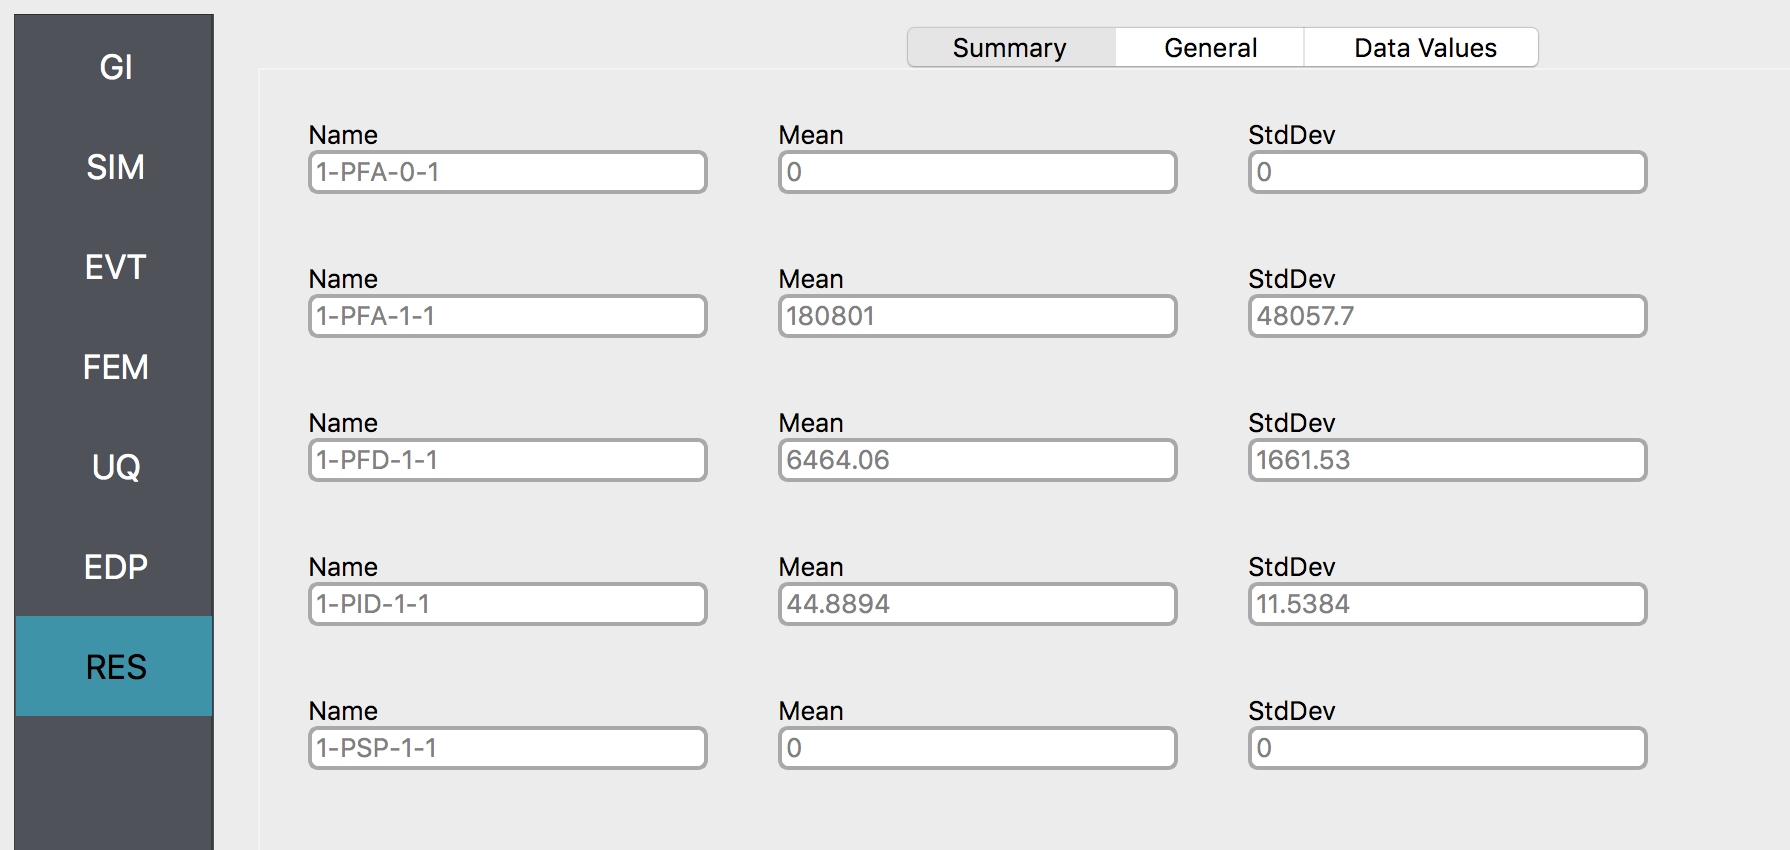 GI
SIM
EVT
FEM
UQ
EDP
RES
Summary General Data Values
Name Mean StdDev
1-PFA-0-1 0 0
Name Mean StdDev
1-PFA-1-1 180801 48057.7
Name Mean StdDev
1-PFD-1-1 6464.06 1661.53
Name Mean StdDev
1-PID-1-1 44.8894 11.5384
Name Mean StdDev
1-PSP-1-1 0 0